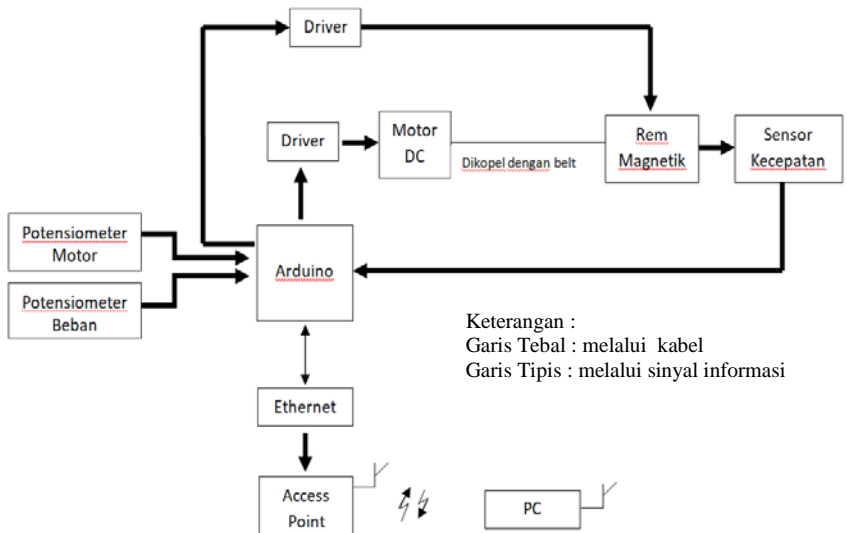 Driver
Driver
Motor
DC
Dikopel dengan belt
Rem
Magnetik
Sensor
Kecepatan
Potensiometer
Motor
Potensiometer
Beban
Arduino
Keterangan :
Garis Tebal : melalui kabel
Garis Tipis : melalui sinyal informasi
Ethernet
Access
Point
PC